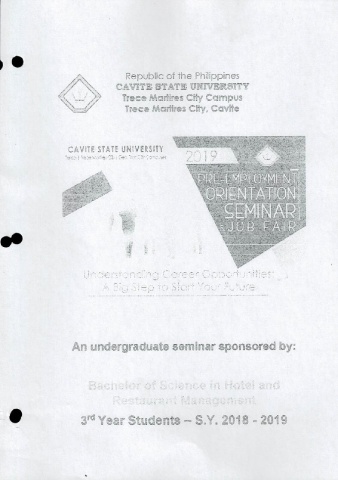 Republic of the Philippines
CAVITE STATE UNIVERSITY
Trece Martires City Campus
Trece Martires City, Cavite
CAVITE STATE UNIVERSITY
2019
PRE-EMPLOYMENT
ORIENTATION
SEMINAR
& JOB FAIR
Understanding Career Opportunities:
A Big Step to Start Your Future
An undergraduate seminar sponsored by:
Bachelor of Science in Hotel and
Restaurant Management
3rd Year Students – S.Y. 2018 - 2019